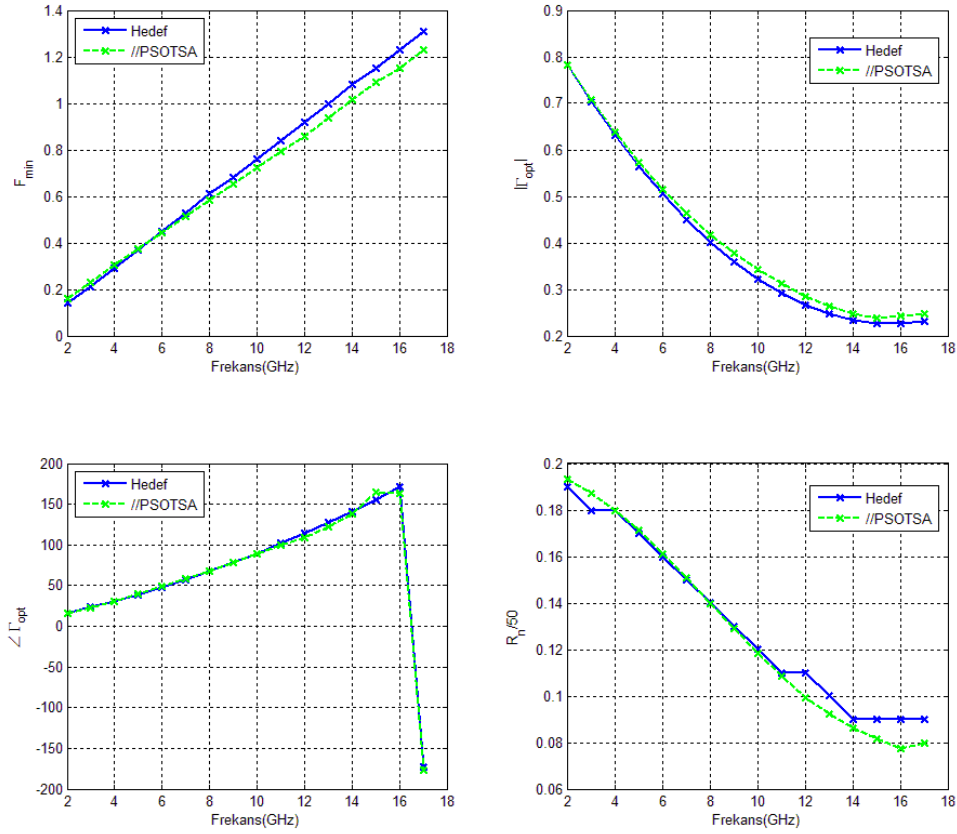 1.4
1.2
1
0.8
0.6
0.4
0.2
0
F_min
Hedef
//PSOTSA
2 4 6 8 10 12 14 16 18
Frekans(GHz)
0.9
0.8
0.7
0.6
0.5
0.4
0.3
0.2
|Γ_opt|
Hedef
//PSOTSA
2 4 6 8 10 12 14 16 18
Frekans(GHz)
200
150
100
50
0
-50
-100
-150
-200
∠ Γ_opt
Hedef
//PSOTSA
2 4 6 8 10 12 14 16 18
Frekans(GHz)
0.2
0.18
0.16
0.14
0.12
0.1
0.08
0.06
R_n/50
Hedef
//PSOTSA
2 4 6 8 10 12 14 16 18
Frekans(GHz)